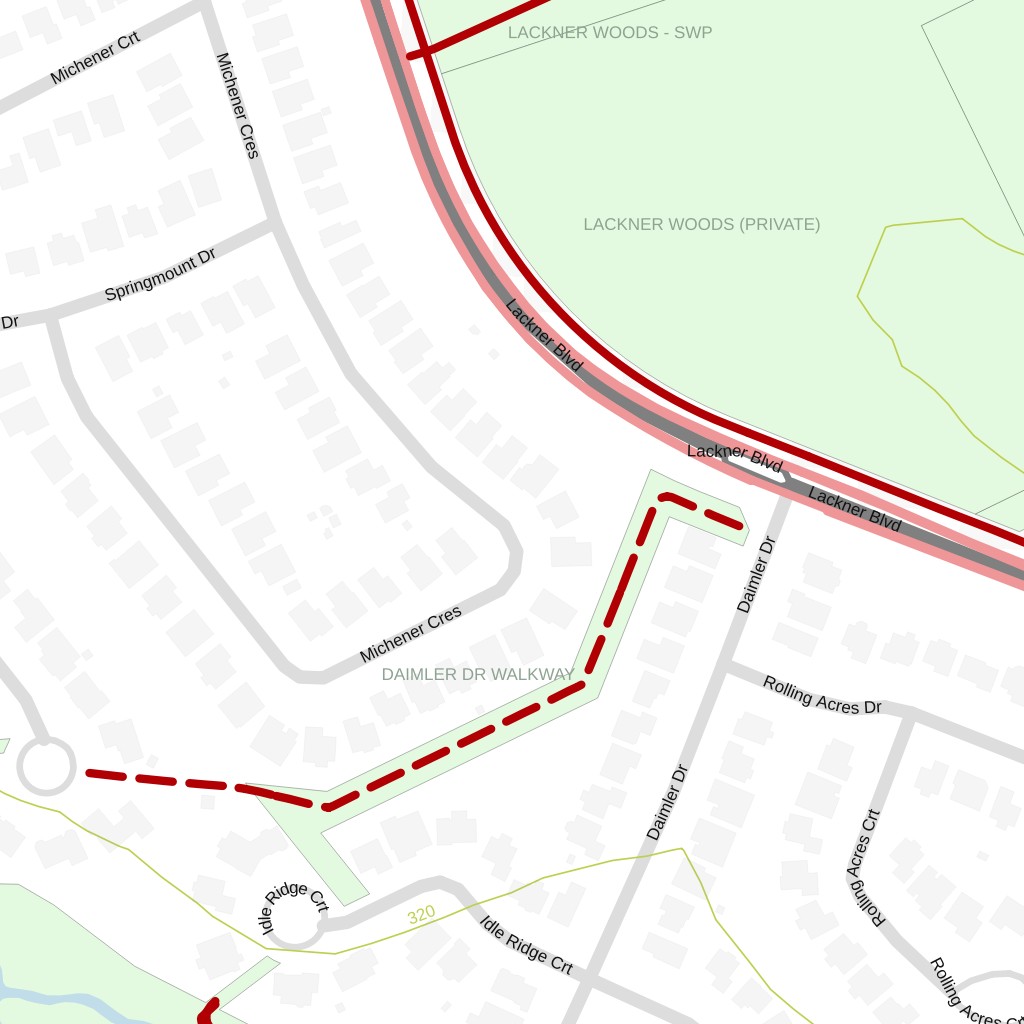 LACKNER WOODS - SWP
Michener Crt
Michener Cres
LACKNER WOODS (PRIVATE)
Springmount Dr
Dr
Lackner Blvd
Lackner Blvd
Lackner Blvd
Daimler Dr
Michener Cres
DAIMLER DR WALKWAY
Rolling Acres Dr
Daimler Dr
Rolling Acres Crt
Idle Ridge Crt
320
Idle Ridge Crt
Rolling Acres C